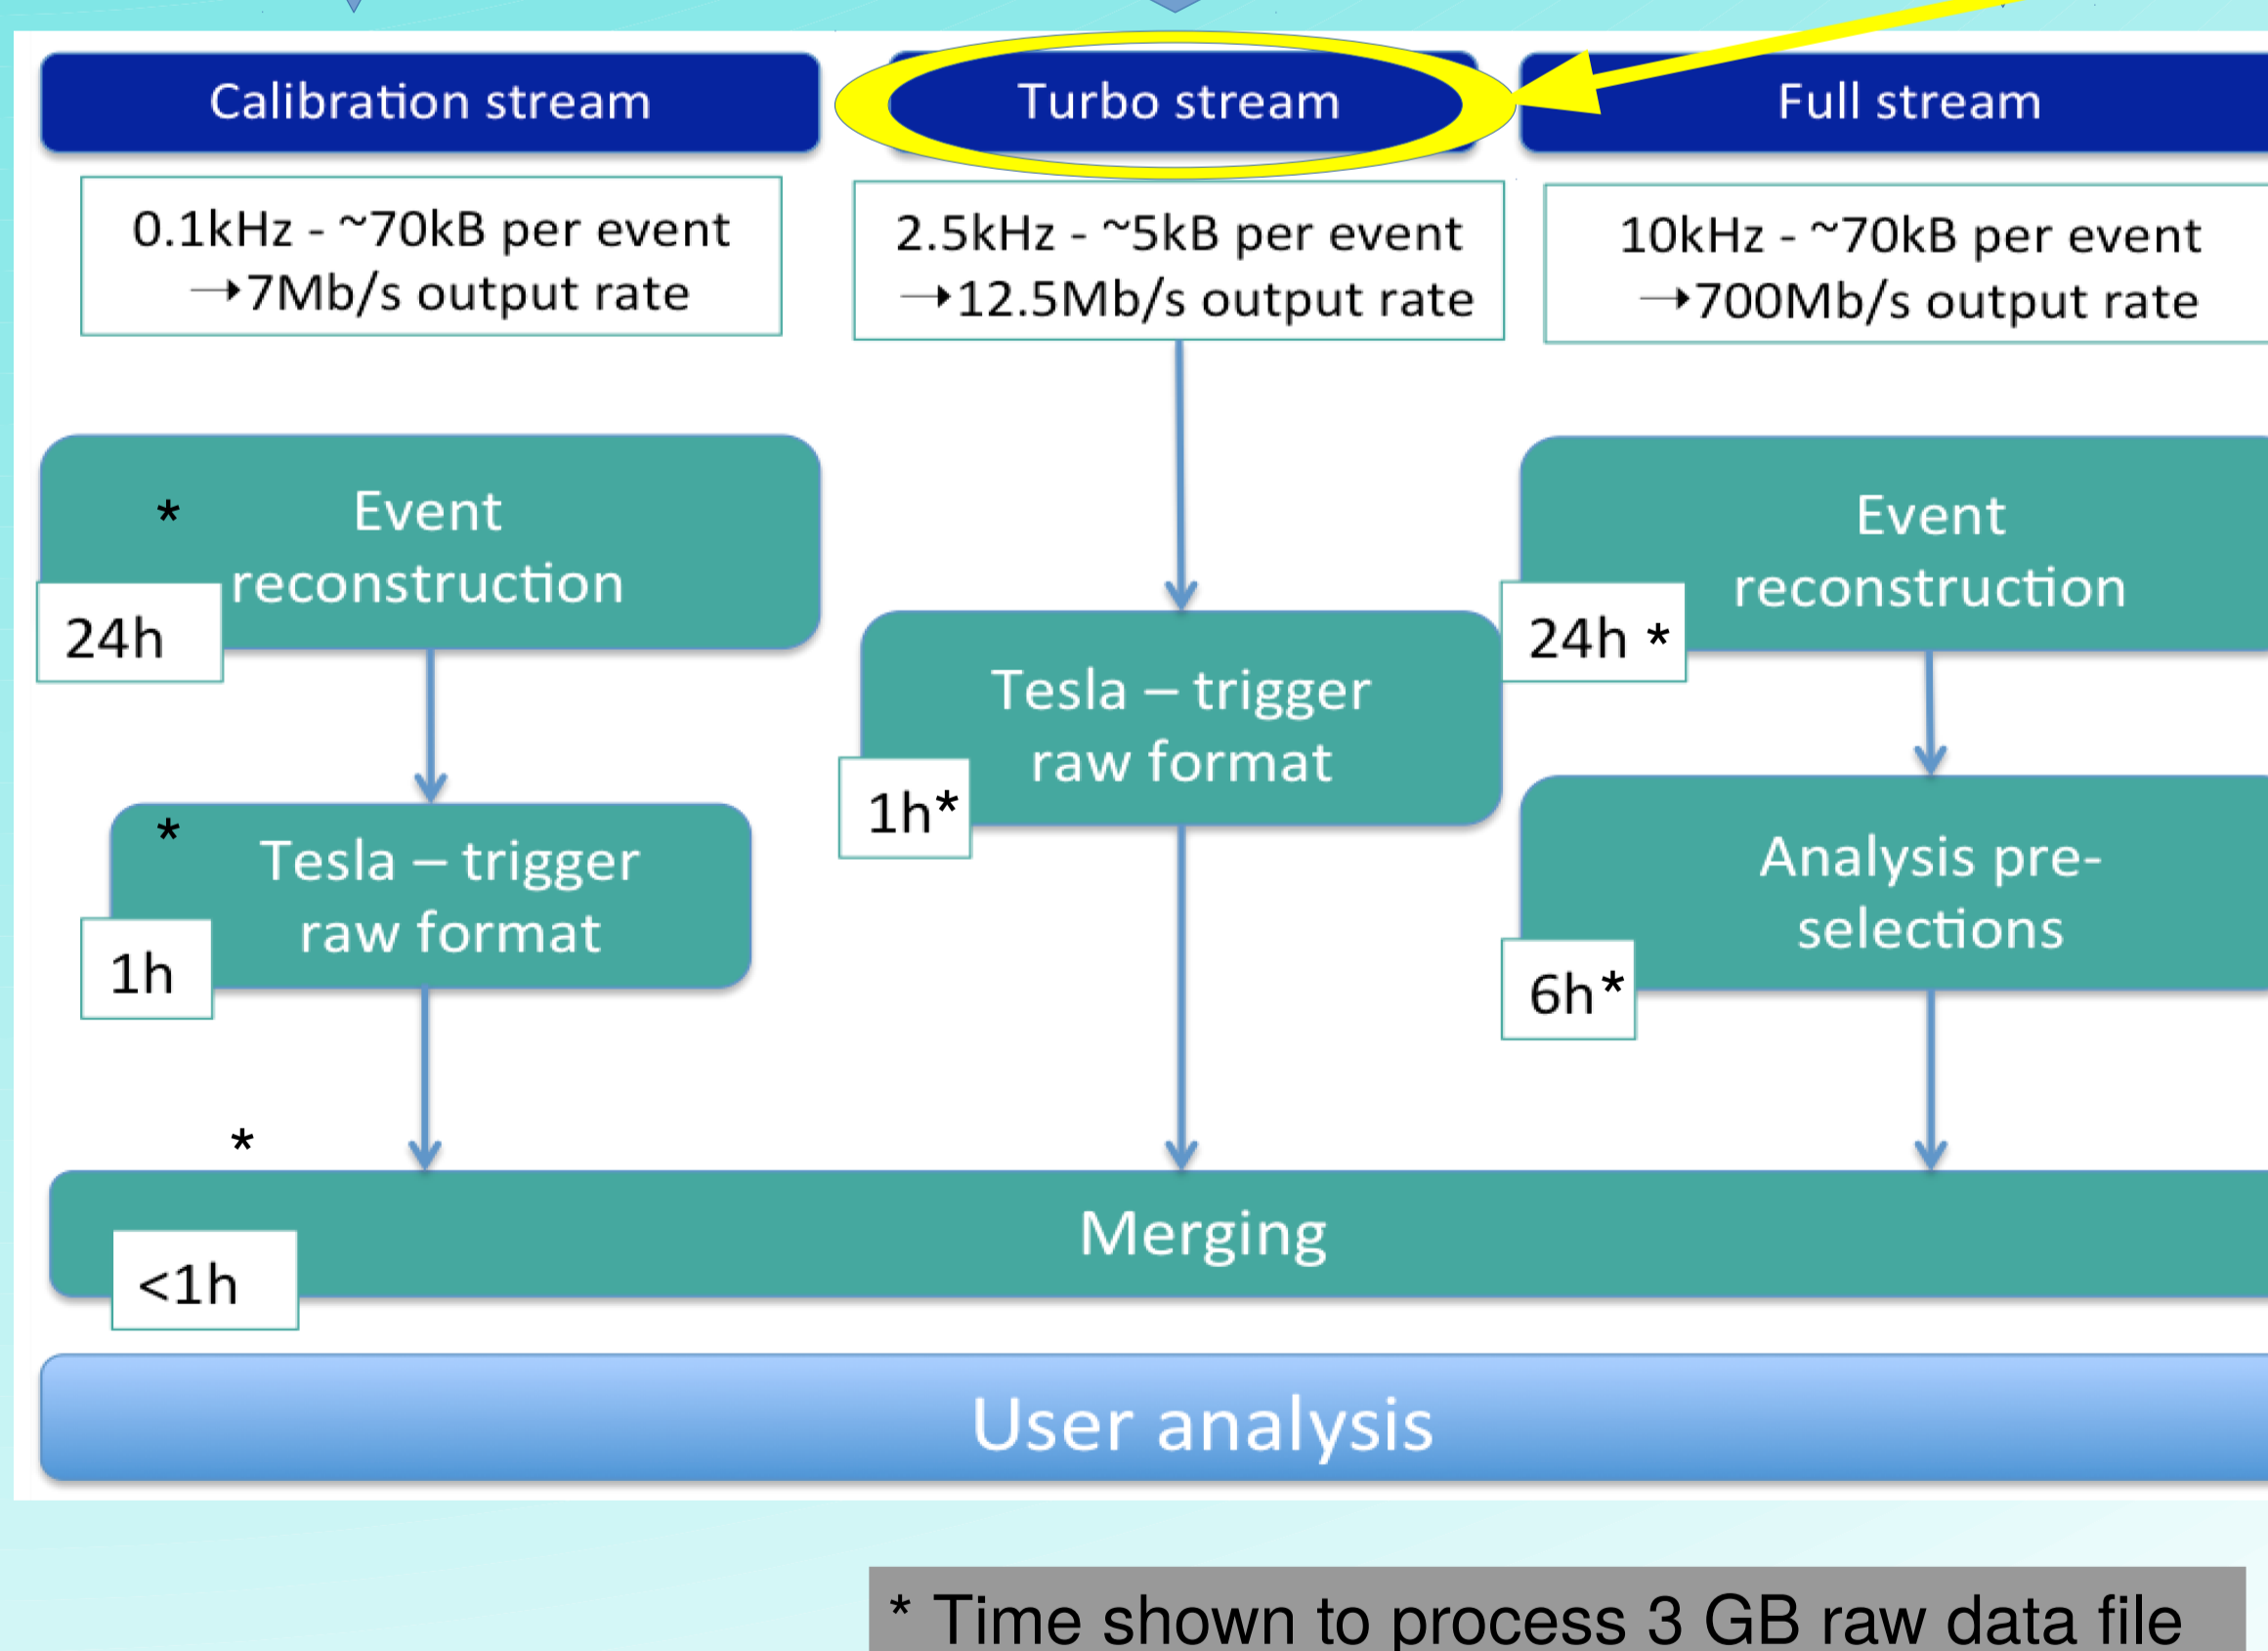 Calibration stream
Turbo stream
Full stream
0.1kHz - ~70kB per event
→7Mb/s output rate
2.5kHz - ~5kB per event
→12.5Mb/s output rate
10kHz - ~70kB per event
→700Mb/s output rate
*
Event
reconstruction
24h
Event
reconstruction
24h *
Tesla – trigger
raw format
1h*
*
Tesla – trigger
raw format
1h
Analysis pre-
selections
6h*
*
Merging
<1h
User analysis
* Time shown to process 3 GB raw data file